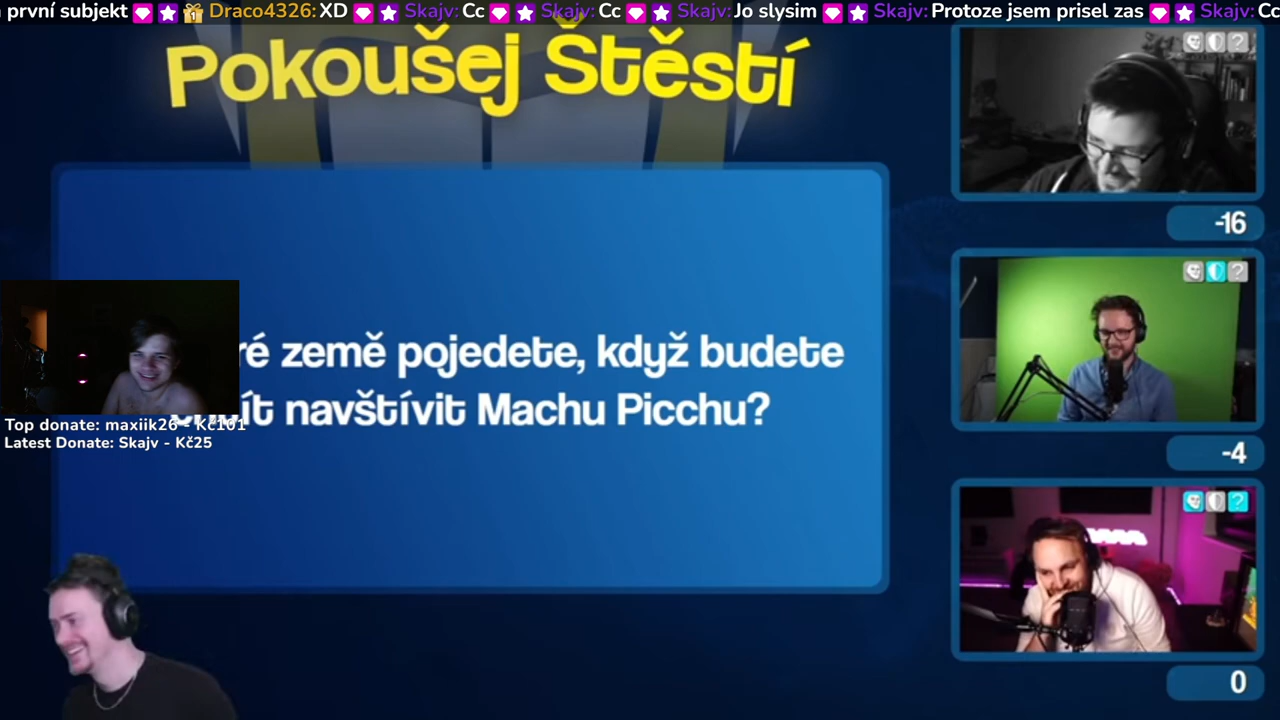 první subjekt Draco4326: XD Skajv: Cc Skajv: Cc Skajv: Jo slysim Skajv: Protoze jsem prisel zas Skajv: Cc
Pokoušej Štěstí
-16
ré země pojedete, když budete
ít navštívit Machu Picchu?
Top donate: maxiik26 - Kč101
Latest Donate: Skajv - Kč25
-4
0